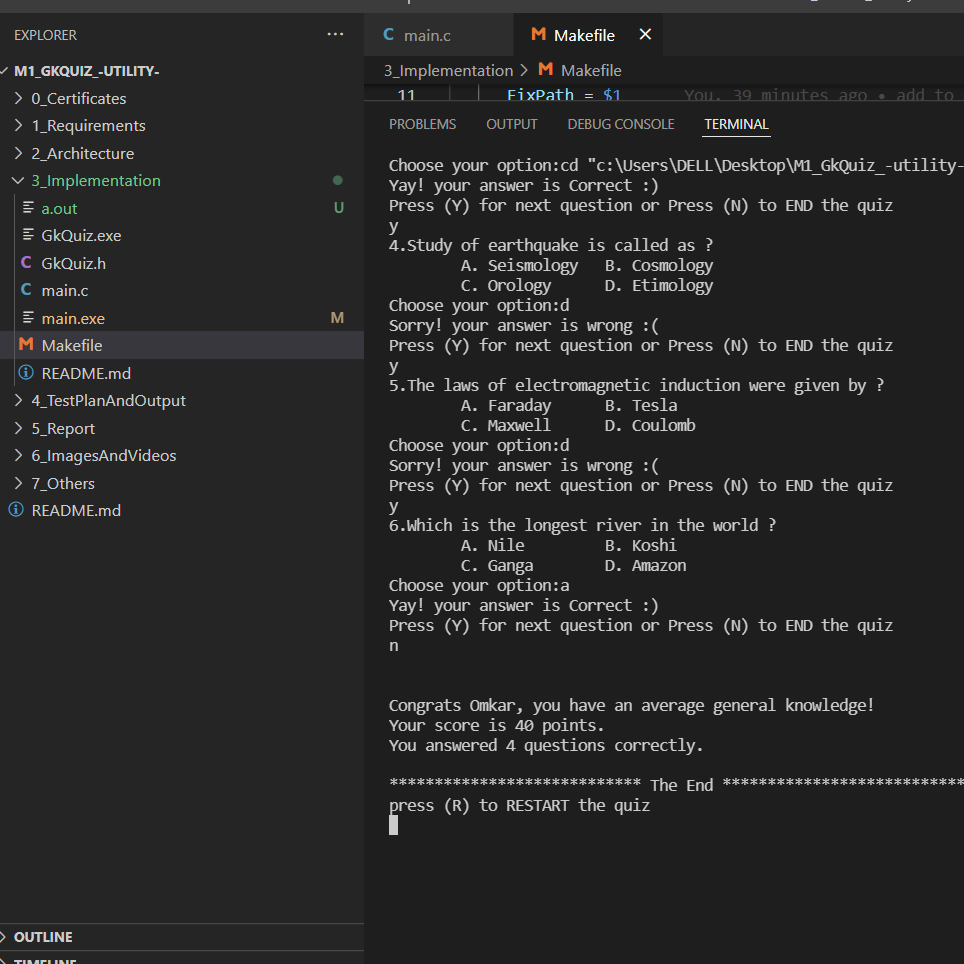 EXPLORER ...
M1_GKQUIZ_-UTILITY-
0_Certificates
1_Requirements
2_Architecture
3_Implementation
a.out U
GkQuiz.exe
GkQuiz.h
main.c
main.exe M
Makefile
README.md
4_TestPlanAndOutput
5_Report
6_ImagesAndVideos
7_Others
README.md
OUTLINE
TIMELINE
main.c Makefile
3_Implementation > Makefile
11 FixPath = $1 You, 39 minutes ago • add to
PROBLEMS OUTPUT DEBUG CONSOLE TERMINAL
Choose your option:cd "c:\Users\DELL\Desktop\M1_GkQuiz_-utility-
Yay! your answer is Correct :)
Press (Y) for next question or Press (N) to END the quiz
y
4.Study of earthquake is called as ?
A. Seismology B. Cosmology
C. Orology D. Etimology
Choose your option:d
Sorry! your answer is wrong :(
Press (Y) for next question or Press (N) to END the quiz
y
5.The laws of electromagnetic induction were given by ?
A. Faraday B. Tesla
C. Maxwell D. Coulomb
Choose your option:d
Sorry! your answer is wrong :(
Press (Y) for next question or Press (N) to END the quiz
y
6.Which is the longest river in the world ?
A. Nile B. Koshi
C. Ganga D. Amazon
Choose your option:a
Yay! your answer is Correct :)
Press (Y) for next question or Press (N) to END the quiz
n
Congrats Omkar, you have an average general knowledge!
Your score is 40 points.
You answered 4 questions correctly.
**************************** The End ***************************
press (R) to RESTART the quiz